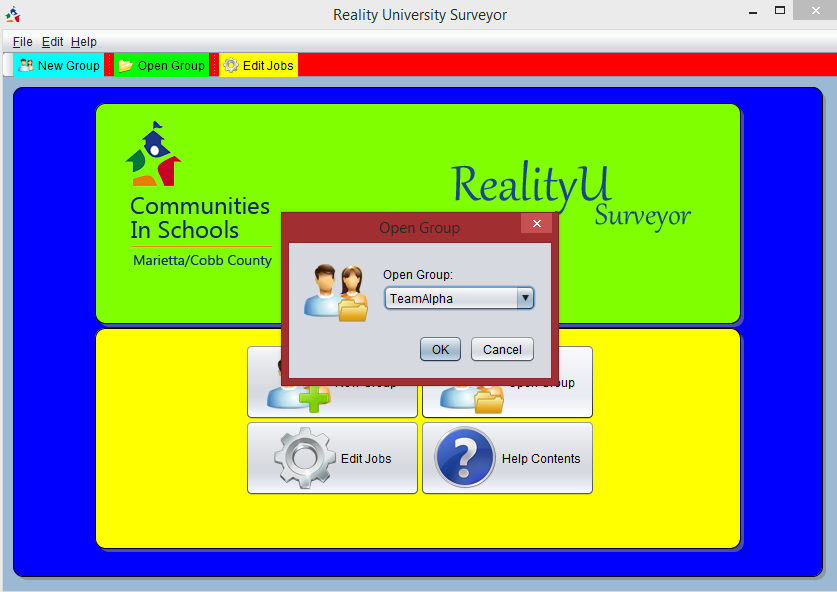 Reality University Surveyor
File Edit Help
New Group Open Group Edit Jobs
Communities
In Schools
Marietta/Cobb County
RealityU
Surveyor
Open Group
Open Group:
TeamAlpha
OK Cancel
New Group Open Group
Edit Jobs Help Contents